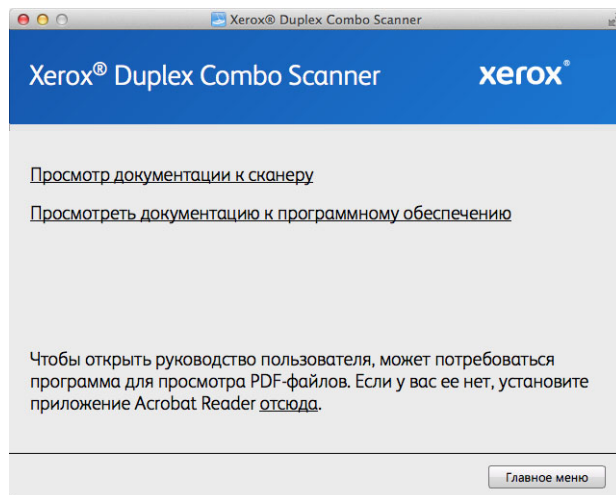 Xerox® Duplex Combo Scanner
Xerox® Duplex Combo Scanner
xerox®
Просмотр документации к сканеру
Просмотреть документацию к программному обеспечению
Чтобы открыть руководство пользователя, может потребоваться
программа для просмотра PDF-файлов. Если у вас ее нет, установите
приложение Acrobat Reader отсюда.
Главное меню